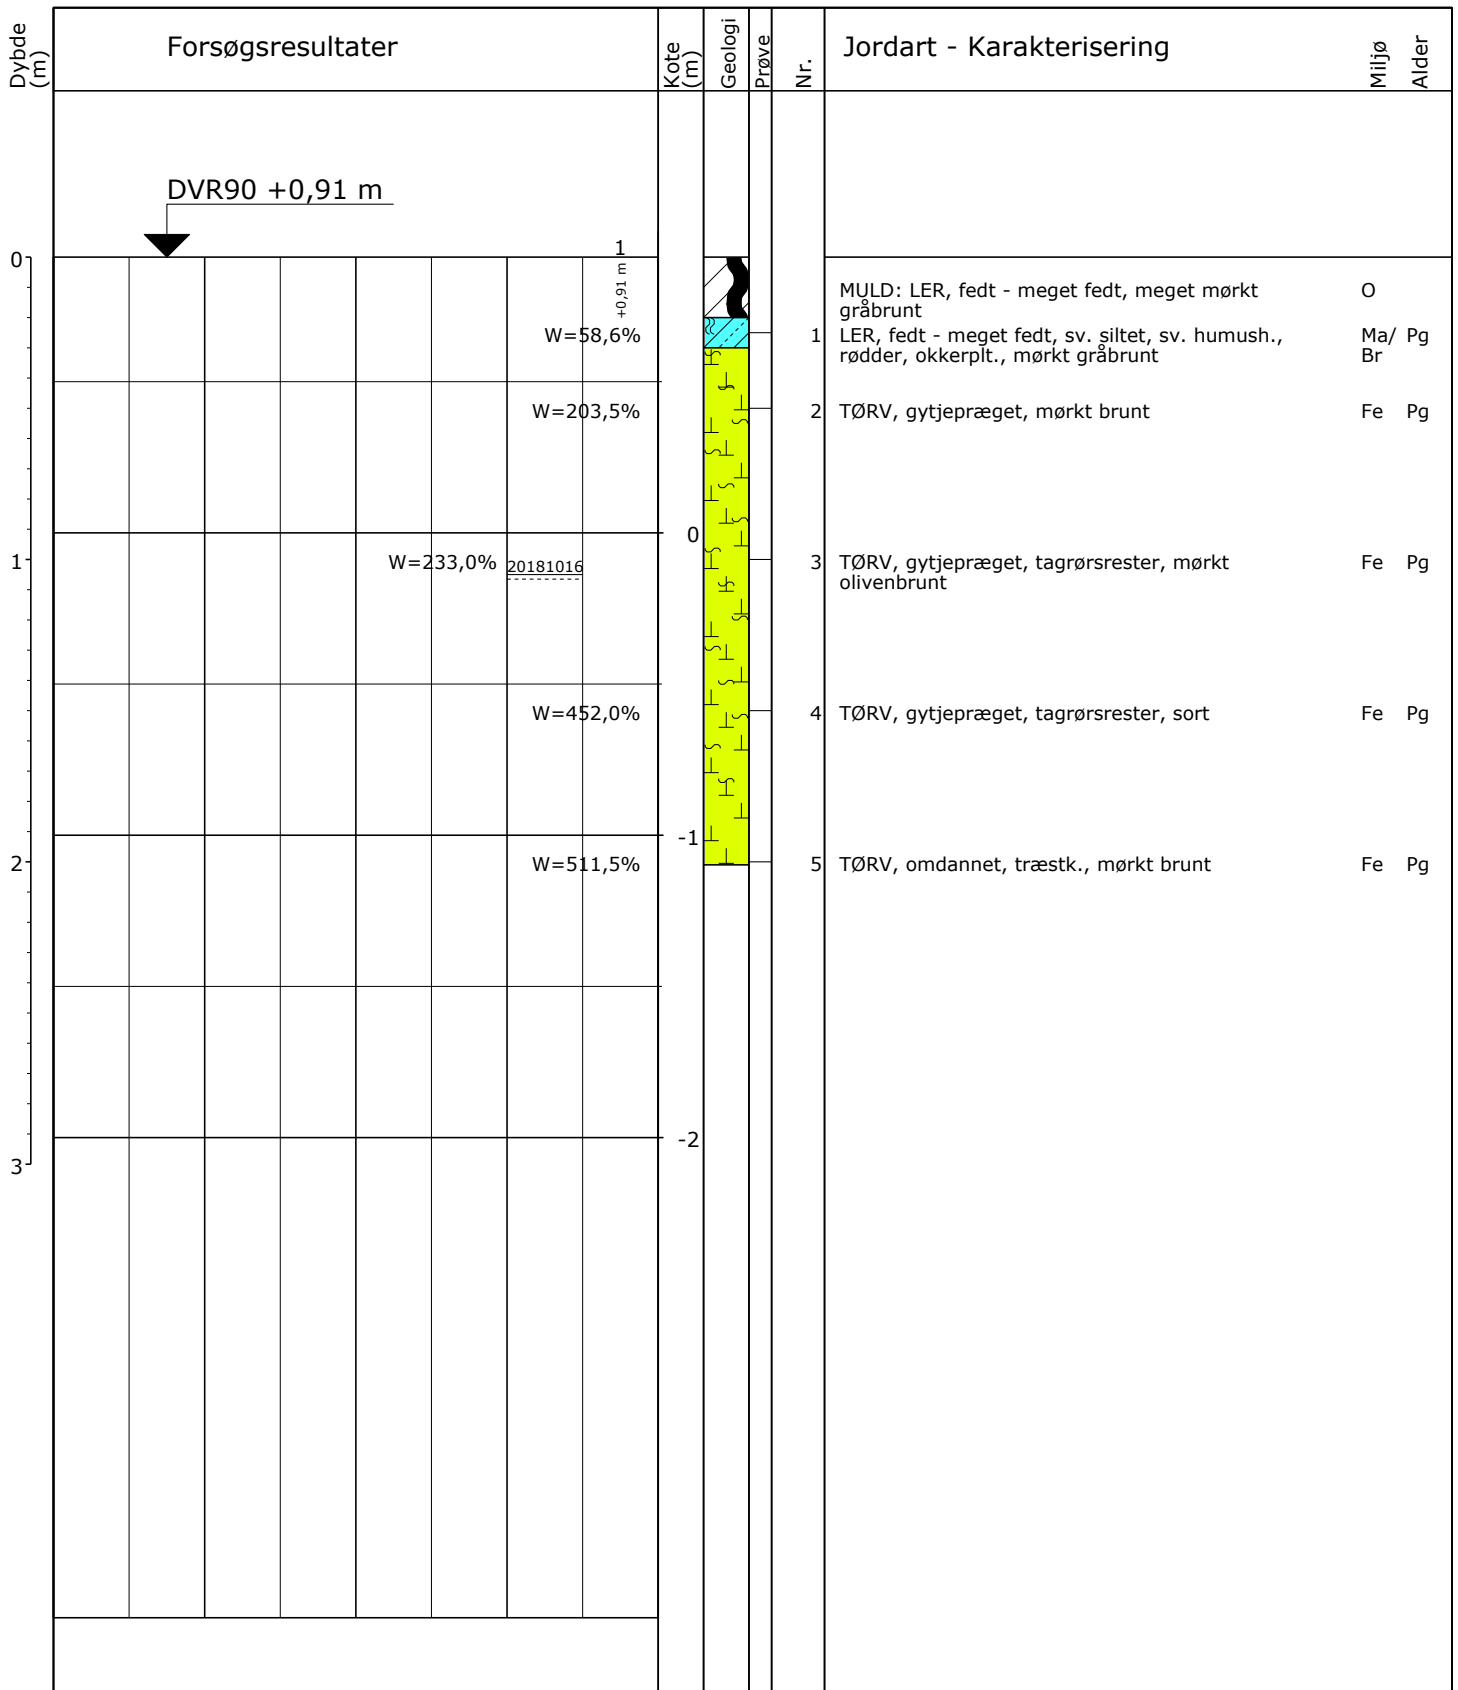 Dybde
(m)
Forsøgsresultater
Kote
(m)
Geologi
Prøve
Nr.
Jordart - Karakterisering
Miljø
Alder
DVR90 +0,91 m
1
+0,91 m
0
MULD: LER, fedt - meget fedt, meget mørkt O
gråbrunt
W=58,6% 1 LER, fedt - meget fedt, sv. siltet, sv. humush., Ma/ Pg
rødder, okkerplt., mørkt gråbrunt Br
W=203,5% 2 TØRV, gytjepræget, mørkt brunt Fe Pg
0
1 W=233,0% 20181016 3 TØRV, gytjepræget, tagrørsrester, mørkt Fe Pg
olivenbrunt
W=452,0% 4 TØRV, gytjepræget, tagrørsrester, sort Fe Pg
-1
2 W=511,5% 5 TØRV, omdannet, træstk., mørkt brunt Fe Pg
-2
3